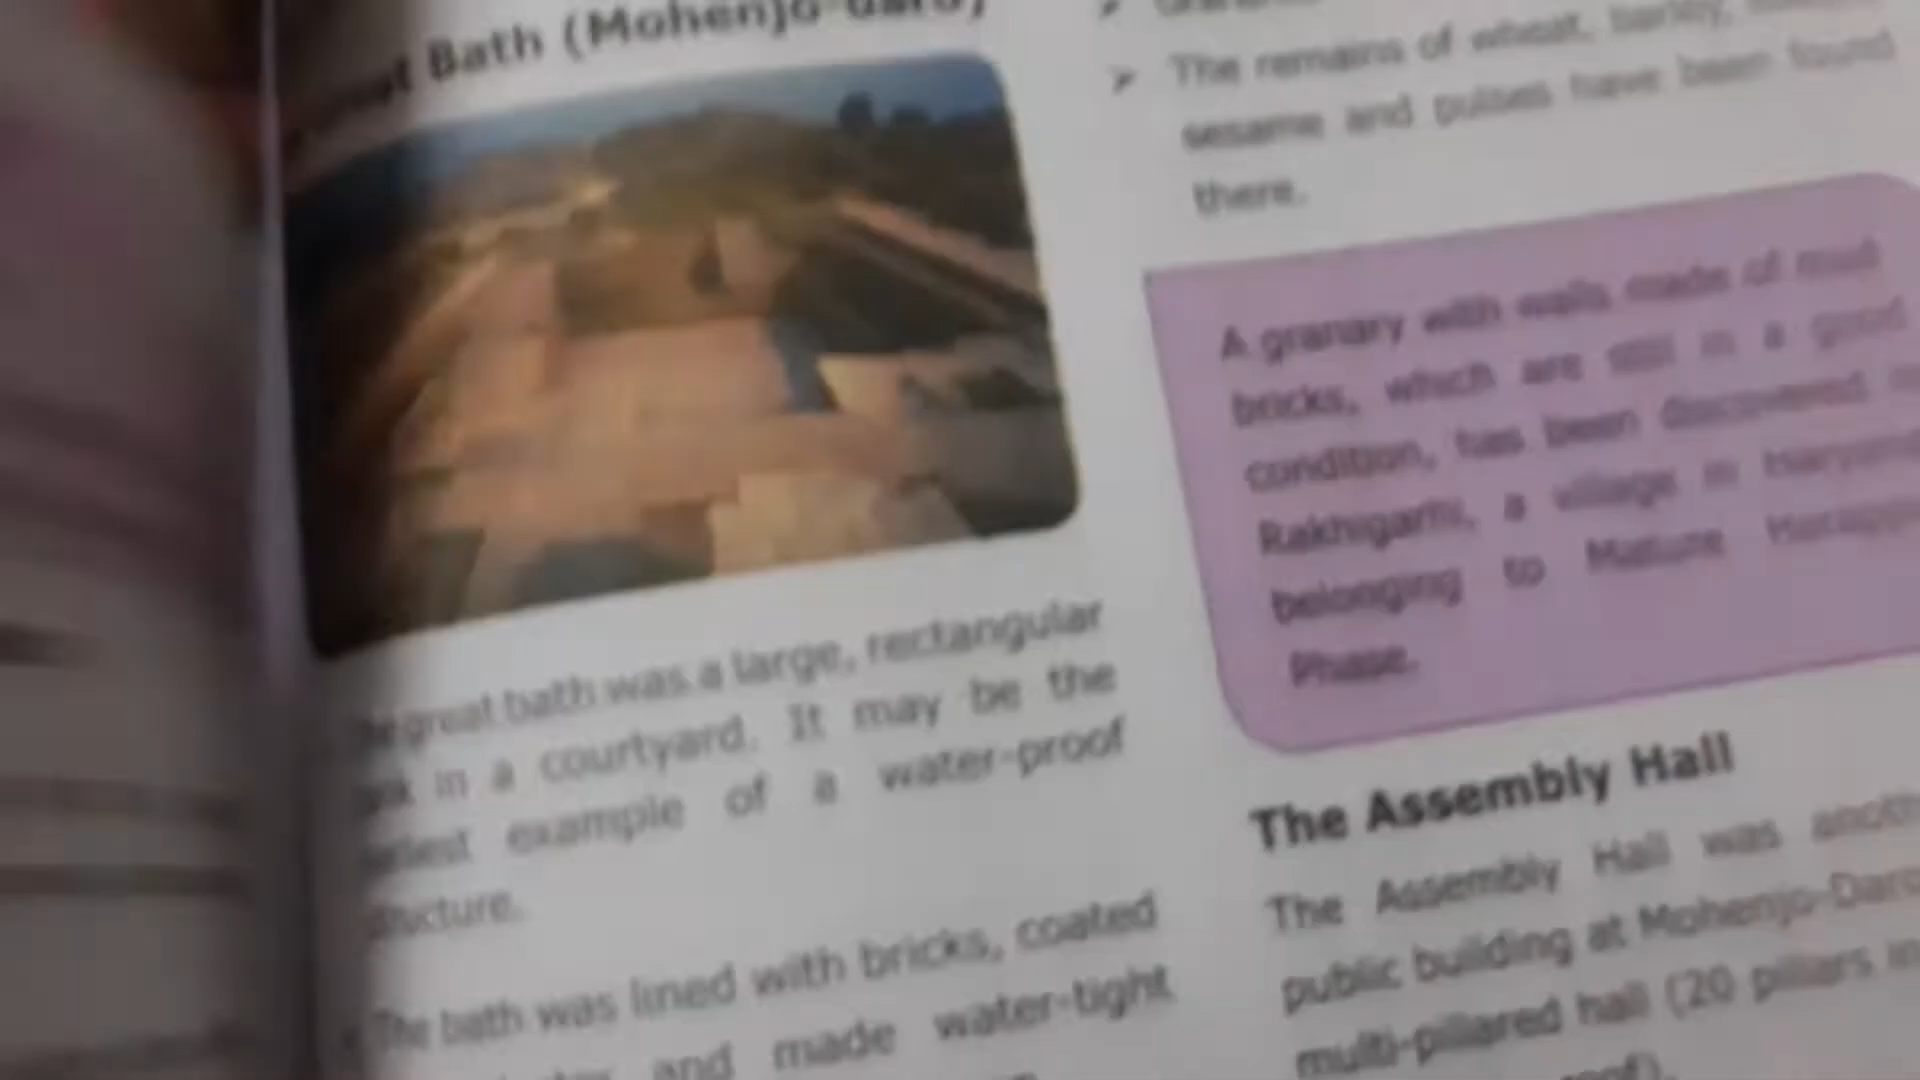 Bath (Mohenjo-daro)
great bath was a large, rectangular
in a courtyard. It may be the
example of a water-proof
structure.
The bath was lined with bricks, coated
and made water-tight
The remains of wheat, barley,
sesame and pulses have been found
there.
A granary with walls made of mud
bricks, which are still in a good
condition, has been discovered
Rakhigarhi, a village in Haryana
belonging to Mature
Phase.
The Assembly Hall
The Assembly Hall was
public building at Mohenjo-Daro
multi-pillared hall (20 pillars in